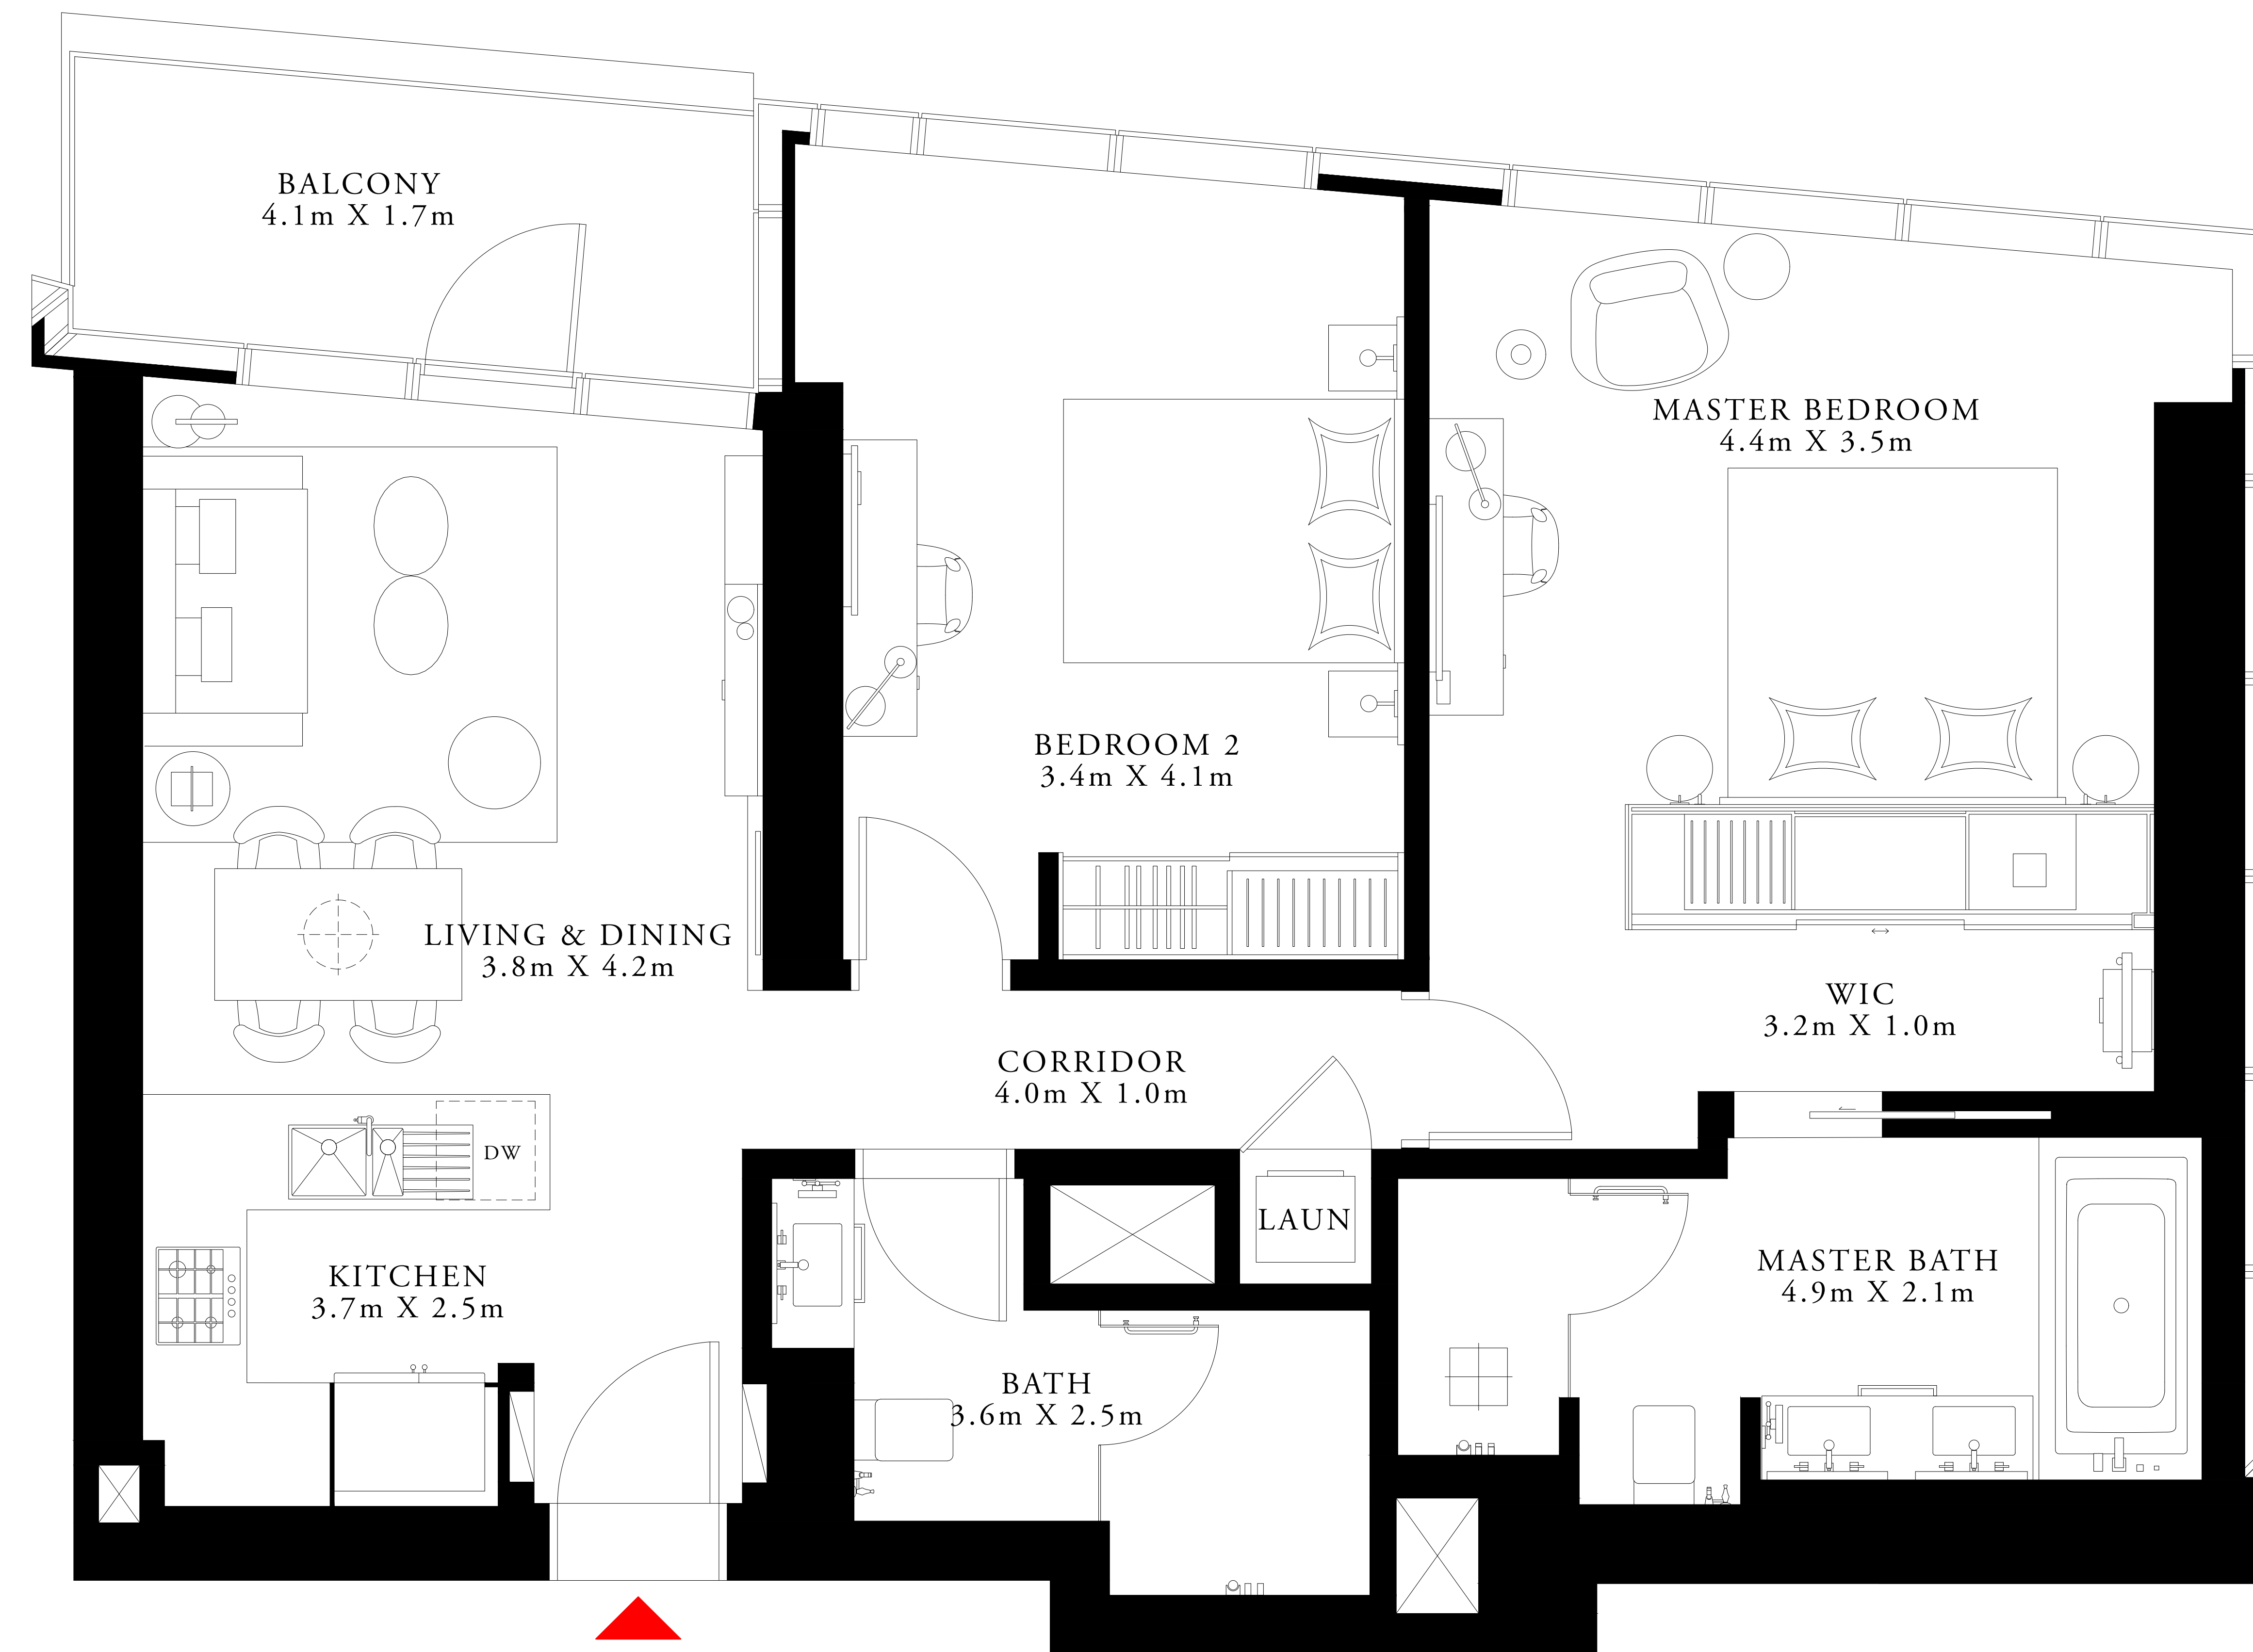 BALCONY
4.1m X 1.7m
MASTER BEDROOM
4.4m X 3.5m
BEDROOM 2
3.4m X 4.1m
LIVING & DINING
3.8m X 4.2m
WIC
3.2m X 1.0m
CORRIDOR
4.0m X 1.0m
DW
LAUN
KITCHEN
3.7m X 2.5m
MASTER BATH
4.9m X 2.1m
BATH
3.6m X 2.5m